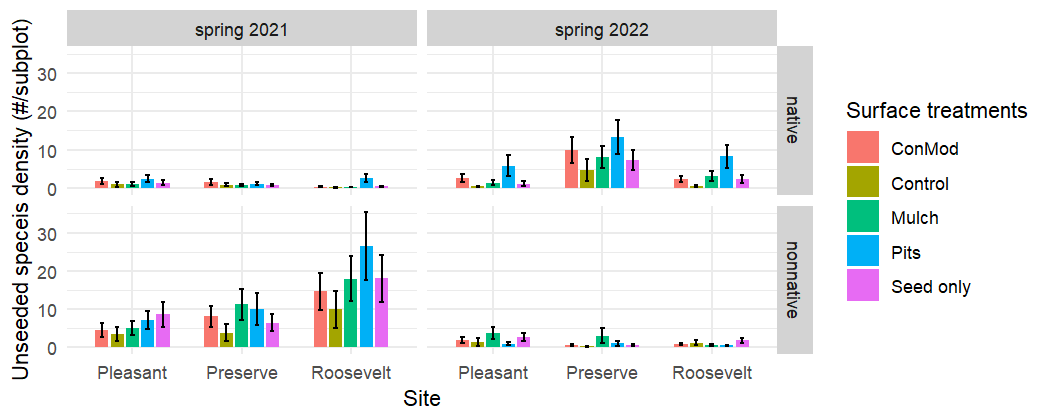 spring 2021
spring 2022
Unseeded speceis density (#/subplot)
30
20
10
0
native
30
20
10
0
nonnative
Pleasant
Preserve
Roosevelt
Pleasant
Preserve
Roosevelt
Site
Surface treatments
ConMod
Control
Mulch
Pits
Seed only